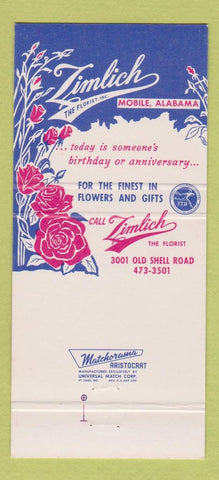 Zimlich
THE FLORIST, INC.
MOBILE, ALABAMA
!... today is someone's
birthday or anniversary...
FOR THE FINEST IN
FLOWERS AND GIFTS
FTD
CALL Zimlich
THE FLORIST
3001 OLD SHELL ROAD
473-3501
Matchorama
ARISTOCRAT
MANUFACTURED EXCLUSIVELY BY
UNIVERSAL MATCH CORP.